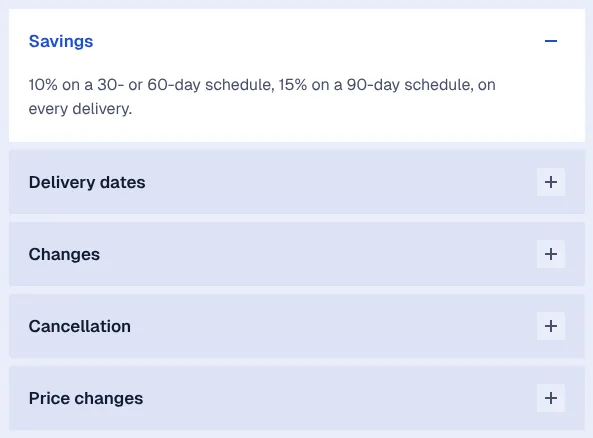 Savings
10% on a 30- or 60-day schedule, 15% on a 90-day schedule, on
every delivery.
Delivery dates
Changes
Cancellation
Price changes